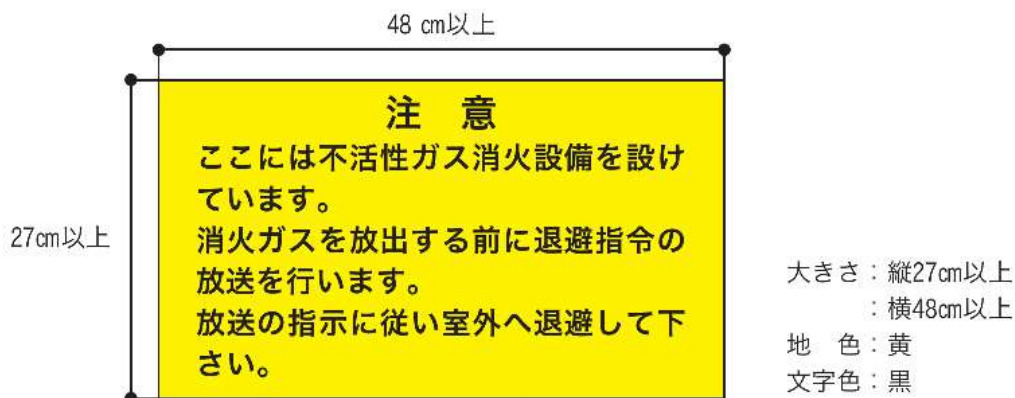 48 cm以上
27cm以上
注　意
ここには不活性ガス消火設備を設け
ています。
消火ガスを放出する前に退避指令の
放送を行います。
放送の指示に従い室外へ退避して下
さい。
大きさ：縦27cm以上
：横48cm以上
地　色：黄
文字色：黒